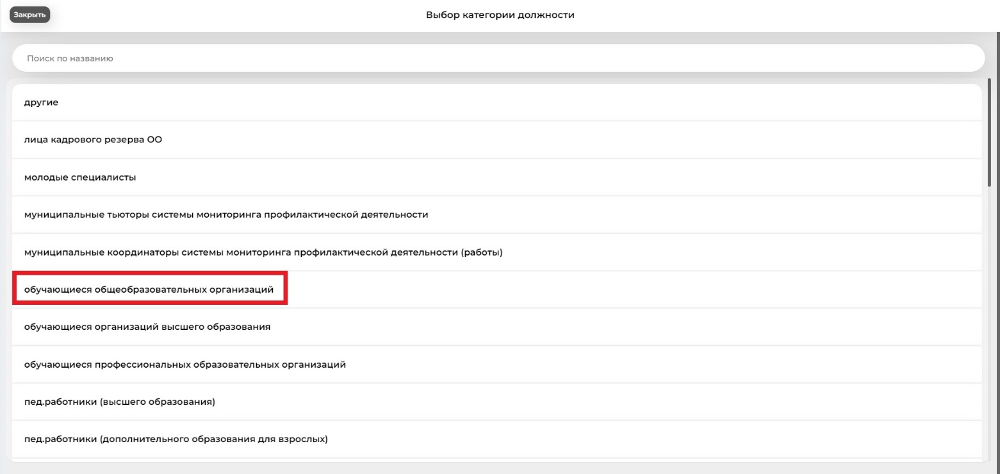 Закрыть
Выбор категории должности
Поиск по названию
другие
лица кадрового резерва ОО
молодые специалисты
муниципальные тьюторы системы мониторинга профилактической деятельности
муниципальные координаторы системы мониторинга профилактической деятельности (работы)
обучающиеся общеобразовательных организаций
обучающиеся организаций высшего образования
обучающиеся профессиональных образовательных организаций
пед.работники (высшего образования)
пед.работники (дополнительного образования для взрослых)